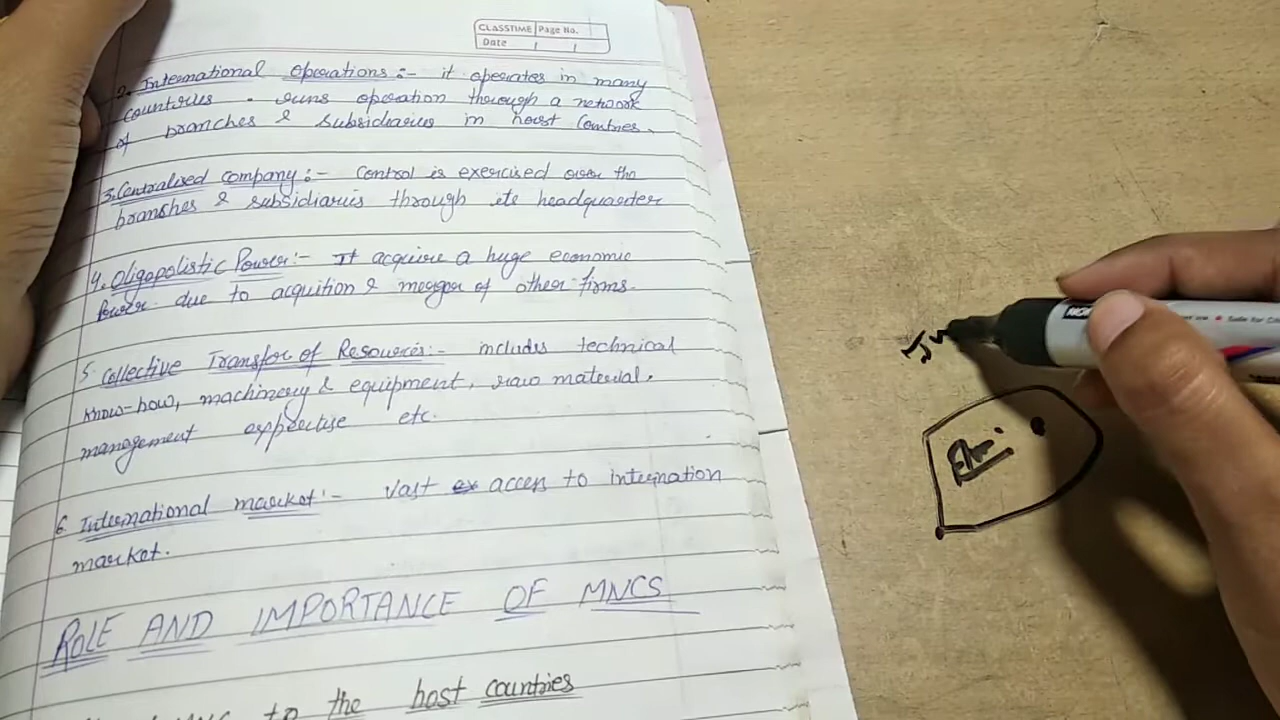 CLASSTIME Page No.
Date / /
2. International Operations :- it operates in many
countries . runs operation through a network
of branches & subsidiaries in host Countries.
3. Centralised company :- Control is exercised over the
branshes & subsidiaries through its headquarter
4. Oligopolistic Power :- It acquire a huge economic
Power due to acquition & merger of other firms.
5. Collective Transfer of Resources :- includes technical
know-how, machinery & equipment, raw material,
management etc.
6. International market :- Vast access to internation
market.
ROLE AND IMPORTANCE OF MNCS
to the host countries